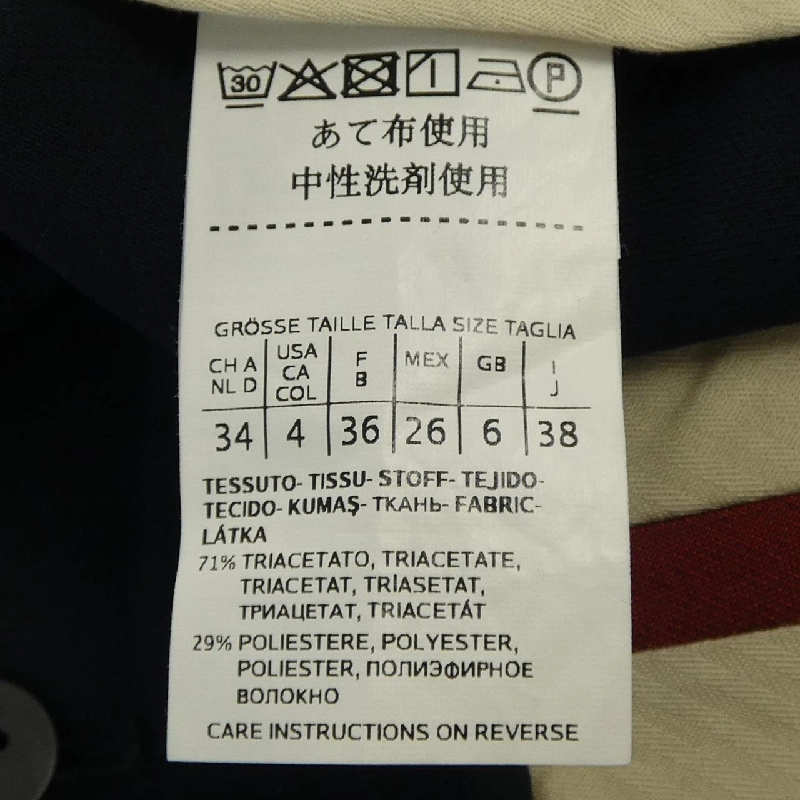 30 P
あて布使用
中性洗剤使用
GRÖSSE TAILLE TALLA SIZE TAGLIA
CH A NL D USA CA COL F B MEX GB I J
34 4 36 26 6 38
TESSUTO- TISSU- STOFF- TEJIDO-
TECIDO- KUMAŞ- ТКАНЬ- FABRIC-
LÁTKA
71% TRIACETATO, TRIACETATE,
TRIACETAT, TRİASETAT,
ТРИАЦЕТАТ, TRIACETÁT
29% POLIESTERE, POLYESTER,
POLIESTER, ПОЛИЭФИРНОЕ
ВОЛОКНО
CARE INSTRUCTIONS ON REVERSE